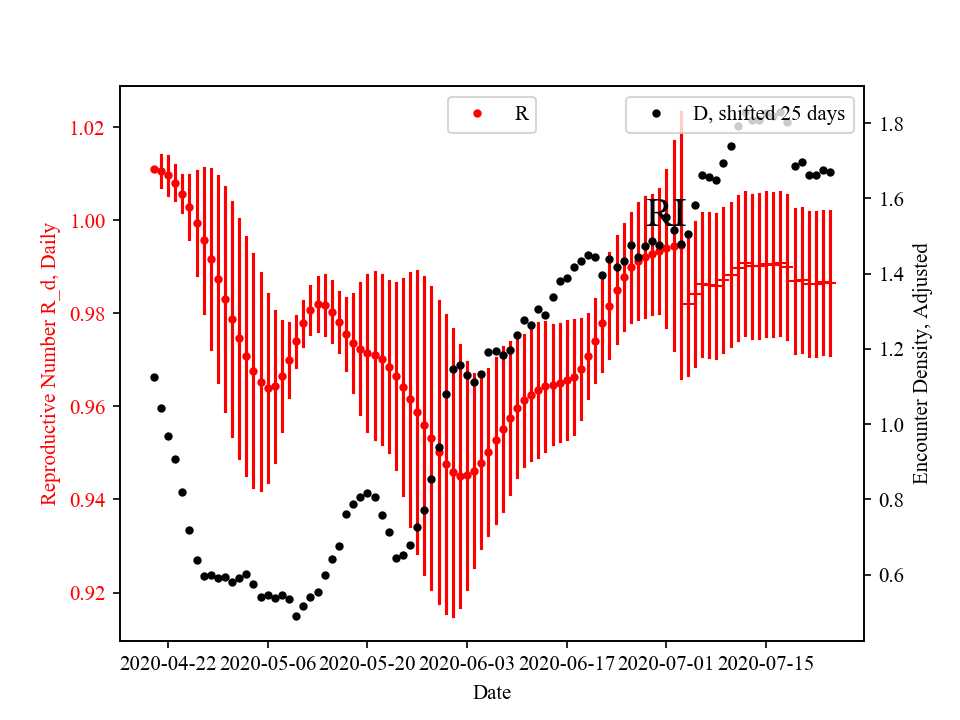 R
D, shifted 25 days
RI
1.02
1.00
0.98
0.96
0.94
0.92
Reproductive Number R_d, Daily
1.8
1.6
1.4
1.2
1.0
0.8
0.6
Encounter Density, Adjusted
2020-04-22 2020-05-06 2020-05-20 2020-06-03 2020-06-17 2020-07-01 2020-07-15
Date